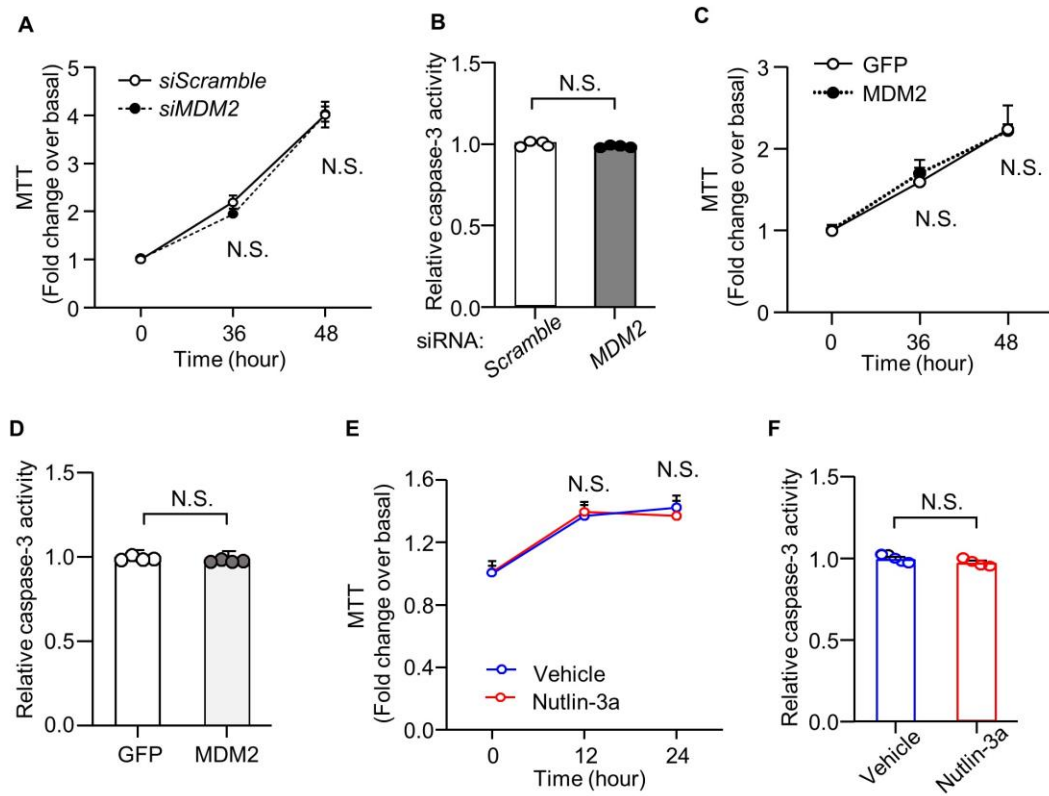 A
MTT
(Fold change over basal)
5
4
3
2
1
0
siScramble
siMDM2
N.S.
N.S.
0
36
48
Time (hour)
B
Relative caspase-3 activity
1.5
1.0
0.5
0.0
N.S.
siRNA:
Scramble
MDM2
C
MTT
(Fold change over basal)
3
2
1
0
GFP
MDM2
N.S.
N.S.
0
36
48
Time (hour)
D
Relative caspase-3 activity
1.5
1.0
0.5
0.0
N.S.
GFP
MDM2
E
MTT
(Fold change over basal)
1.6
1.2
0.8
0.4
0.0
N.S.
N.S.
Vehicle
Nutlin-3a
0
12
24
Time (hour)
F
Relative caspase-3 activity
1.5
1.0
0.5
0.0
N.S.
Vehicle
Nutlin-3a